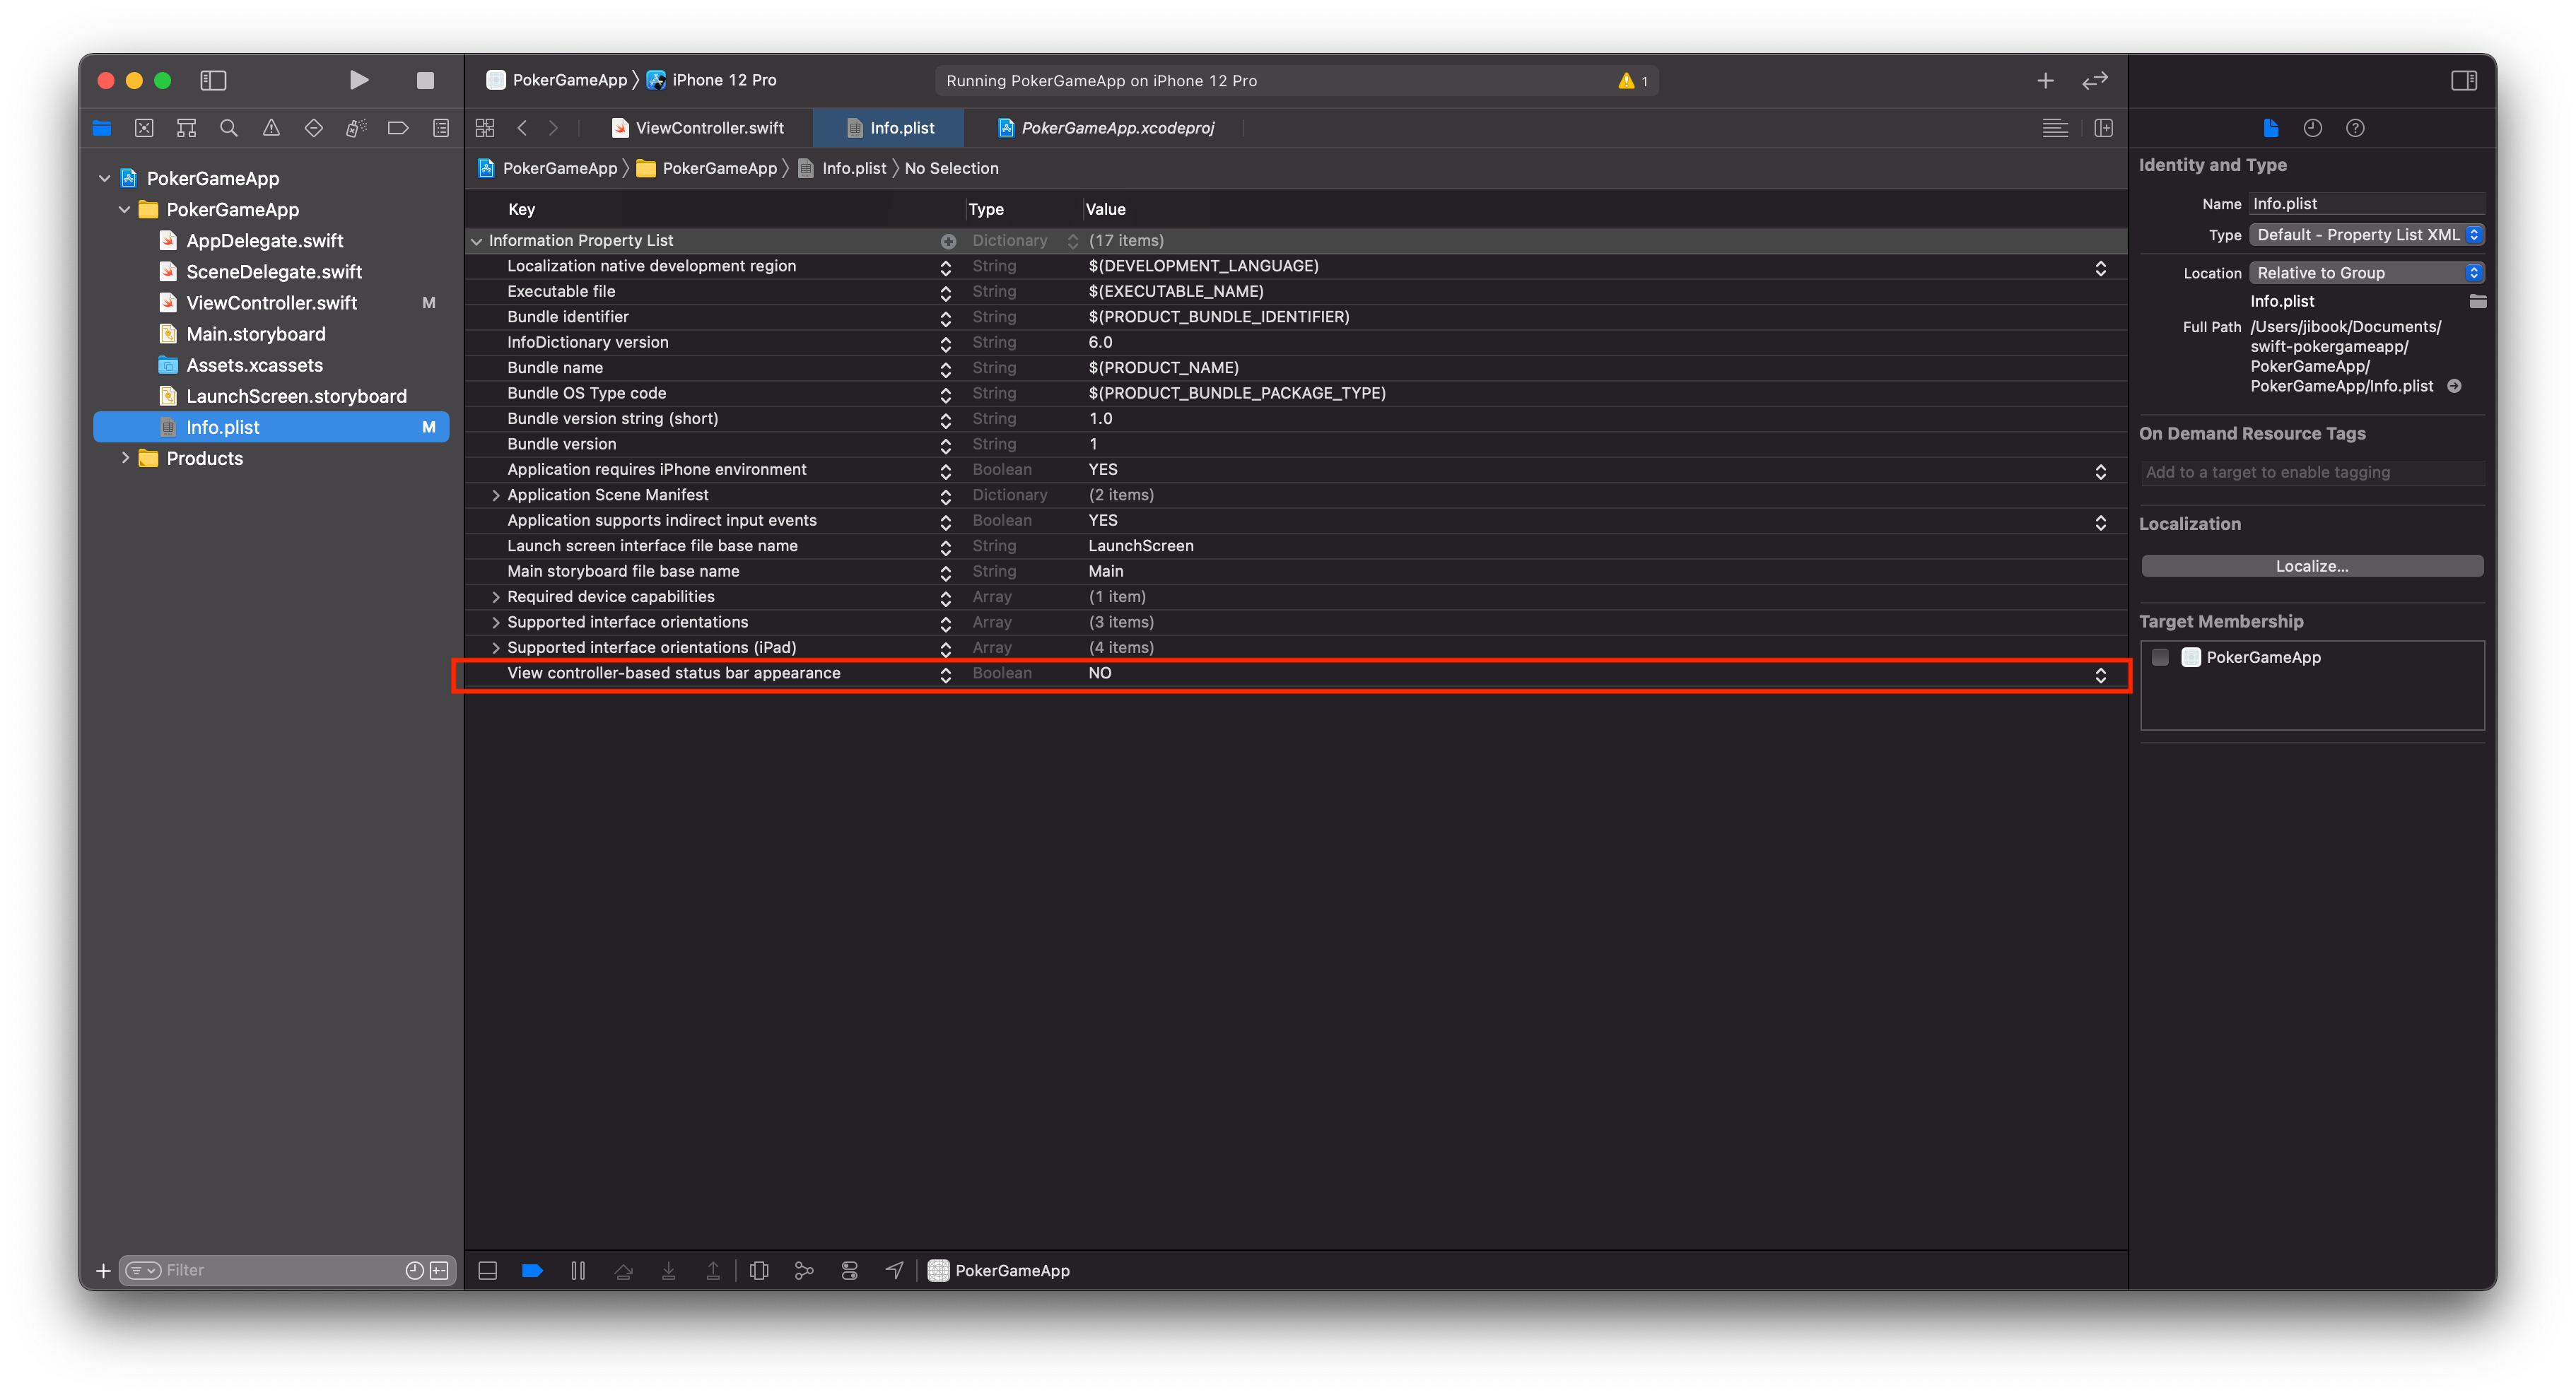 PokerGameApp 〉 iPhone 12 Pro
Running PokerGameApp on iPhone 12 Pro
1
ViewController.swift
Info.plist
PokerGameApp.xcodeproj
PokerGameApp 〉 PokerGameApp 〉 Info.plist 〉 No Selection
PokerGameApp
PokerGameApp
AppDelegate.swift
SceneDelegate.swift
ViewController.swift M
Main.storyboard
Assets.xcassets
LaunchScreen.storyboard
Info.plist M
Products
Filter
Key Type Value
Information Property List Dictionary (17 items)
Localization native development region String $(DEVELOPMENT_LANGUAGE)
Executable file String $(EXECUTABLE_NAME)
Bundle identifier String $(PRODUCT_BUNDLE_IDENTIFIER)
InfoDictionary version String 6.0
Bundle name String $(PRODUCT_NAME)
Bundle OS Type code String $(PRODUCT_BUNDLE_PACKAGE_TYPE)
Bundle version string (short) String 1.0
Bundle version String 1
Application requires iPhone environment Boolean YES
Application Scene Manifest Dictionary (2 items)
Application supports indirect input events Boolean YES
Launch screen interface file base name String LaunchScreen
Main storyboard file base name String Main
Required device capabilities Array (1 item)
Supported interface orientations Array (3 items)
Supported interface orientations (iPad) Array (4 items)
View controller-based status bar appearance Boolean NO
PokerGameApp
Identity and Type
Name Info.plist
Type Default - Property List XML
Location Relative to Group
Info.plist
Full Path /Users/jibook/Documents/
swift-pokergameapp/
PokerGameApp/
PokerGameApp/Info.plist
On Demand Resource Tags
Add to a target to enable tagging
Localization
Localize...
Target Membership
PokerGameApp